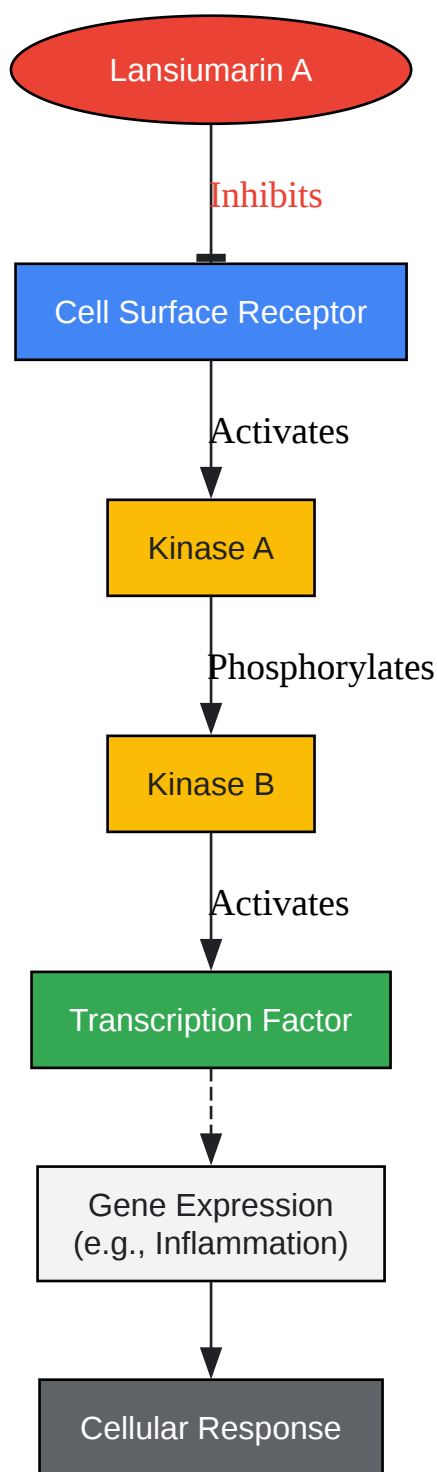 Lansiumarin A
Inhibits
Cell Surface Receptor
Activates
Kinase A
Phosphorylates
Kinase B
Activates
Transcription Factor
Gene Expression
(e.g., Inflammation)
Cellular Response